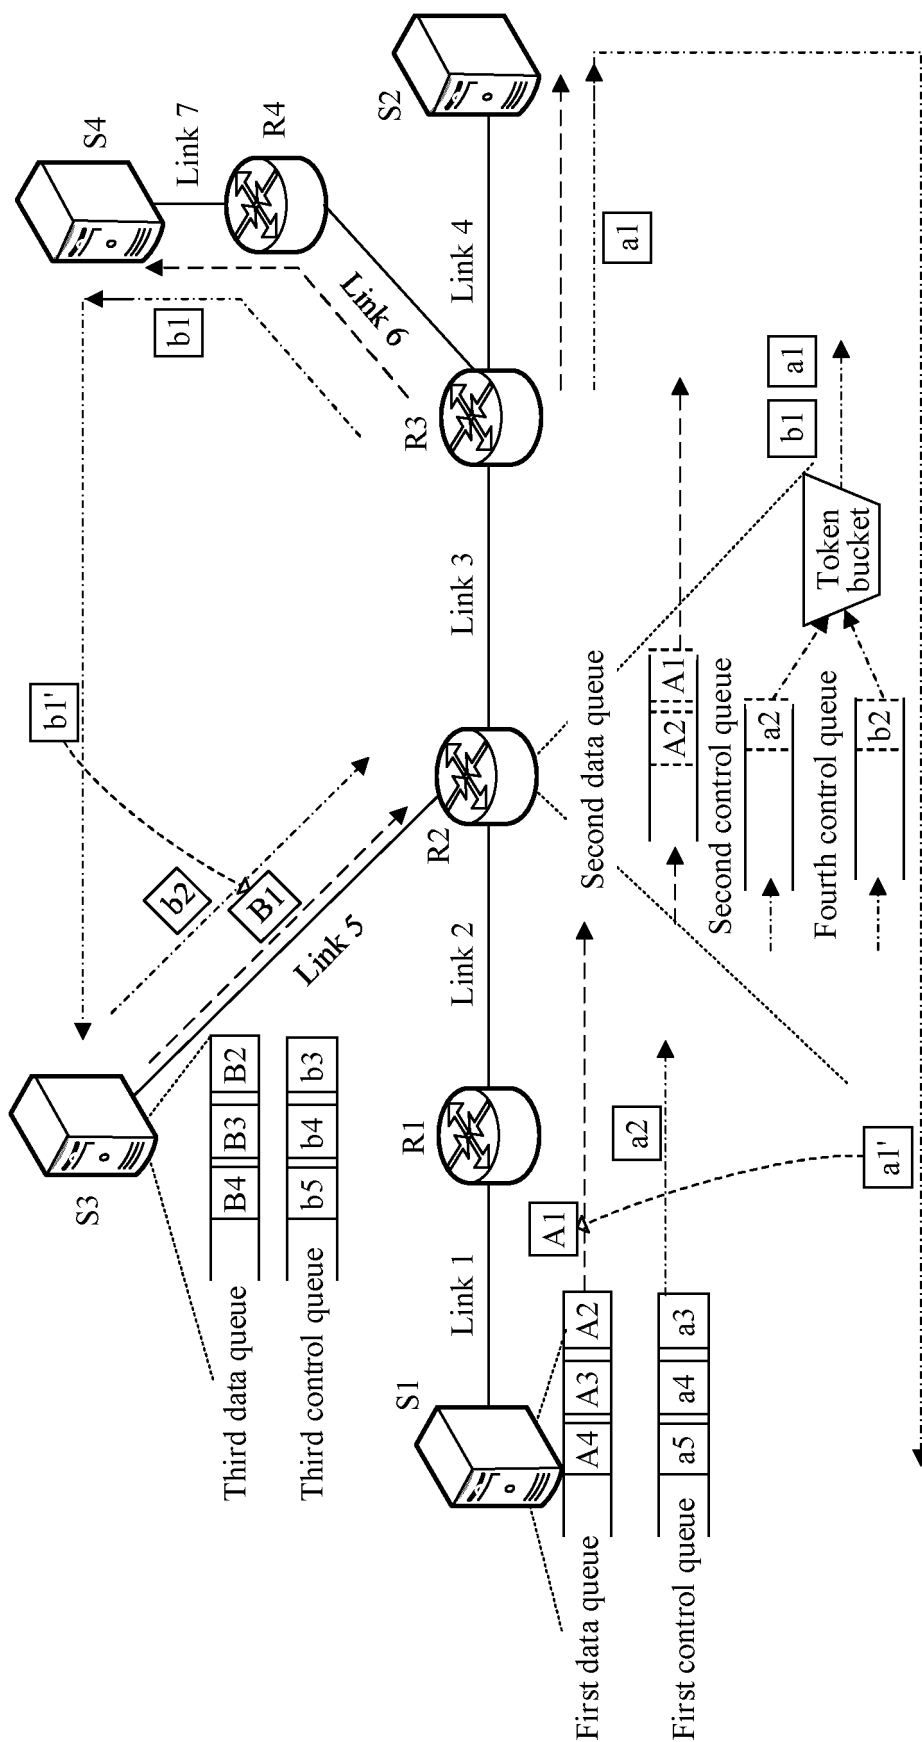 S4
Link 7
R4
b1
Link 6
b1'
S3
b2
B1
Link 5
B4
B3
B2
Third data queue
b5
b4
b3
Third control queue
S1
Link 1
R1
Link 2
R2
Link 3
R3
Link 4
S2
A1
A4
A3
A2
First data queue
a2
a5
a4
a3
First control queue
a1'
Second data queue
A2
A1
Second control queue
a2
Fourth control queue
b2
Token
bucket
b1
a1
a1